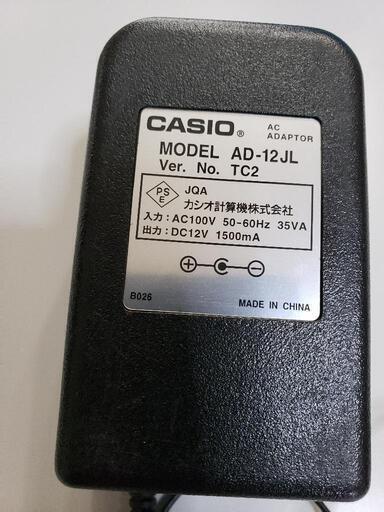 CASIO® AC ADAPTOR
MODEL AD-12JL
Ver. No. TC2
PSE JQA
カシオ計算機株式会社
入力：AC100V 50-60Hz 35VA
出力：DC12V 1500mA
+ −
B026 MADE IN CHINA